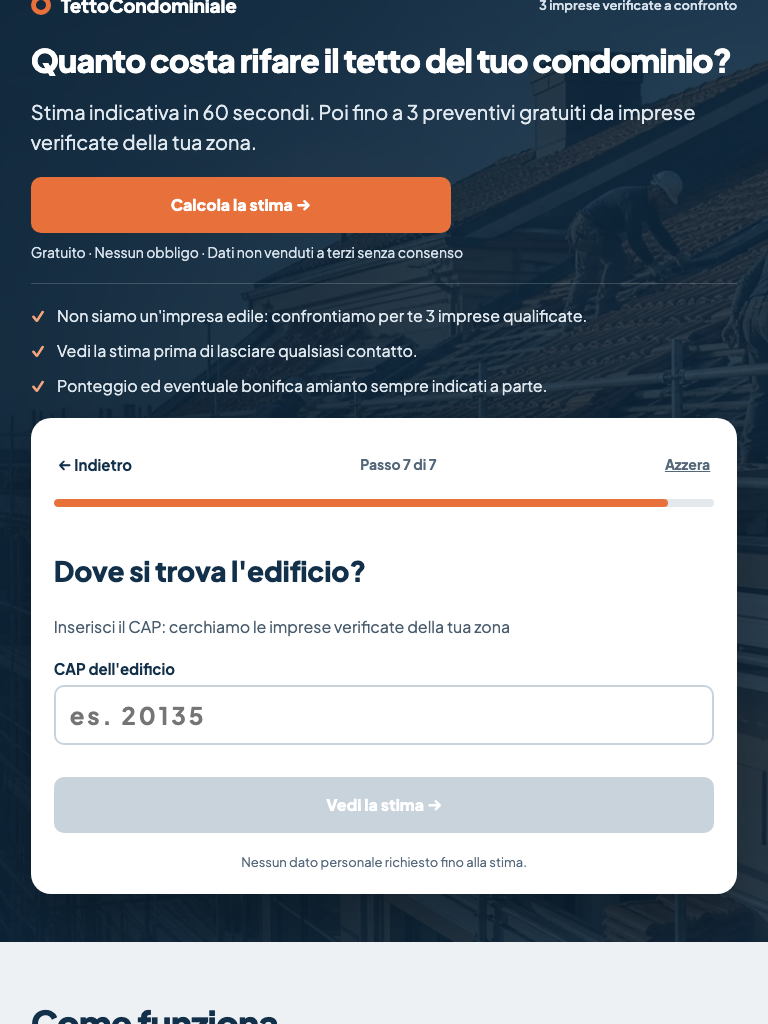 TettoCondominiale
3 imprese verificate a confronto
Quanto costa rifare il tetto del tuo condominio?
Stima indicativa in 60 secondi. Poi fino a 3 preventivi gratuiti da imprese
verificate della tua zona.
Calcola la stima →
Gratuito · Nessun obbligo · Dati non venduti a terzi senza consenso
Non siamo un'impresa edile: confrontiamo per te 3 imprese qualificate.
Vedi la stima prima di lasciare qualsiasi contatto.
Ponteggio ed eventuale bonifica amianto sempre indicati a parte.
← Indietro
Passo 7 di 7
Azzera
Dove si trova l'edificio?
Inserisci il CAP: cerchiamo le imprese verificate della tua zona
CAP dell'edificio
es. 20135
Vedi la stima →
Nessun dato personale richiesto fino alla stima.
Come funziona